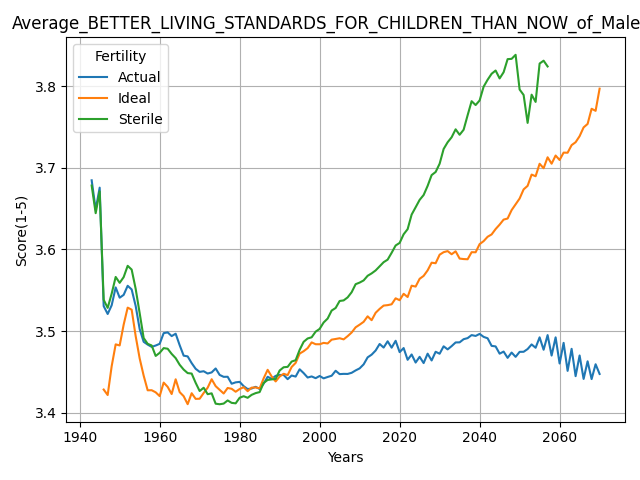 Average_BETTER_LIVING_STANDARDS_FOR_CHILDREN_THAN_NOW_of_Male
Fertility
Actual
Ideal
Sterile
Score(1-5)
3.8
3.7
3.6
3.5
3.4
1940 1960 1980 2000 2020 2040 2060
Years